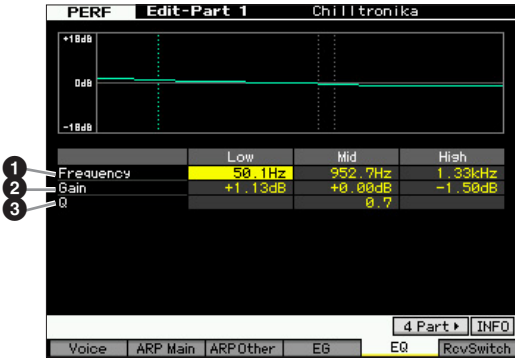 PERF Edit-Part 1 Chilltronika
+18dB
0dB
-18dB
Low Mid High
1 Frequency 50.1Hz 952.7Hz 1.33kHz
2 Gain +1.13dB +0.00dB -1.50dB
3 Q 0.7
4 Part INFO
Voice ARP Main ARPOther EG EQ RcvSwitch